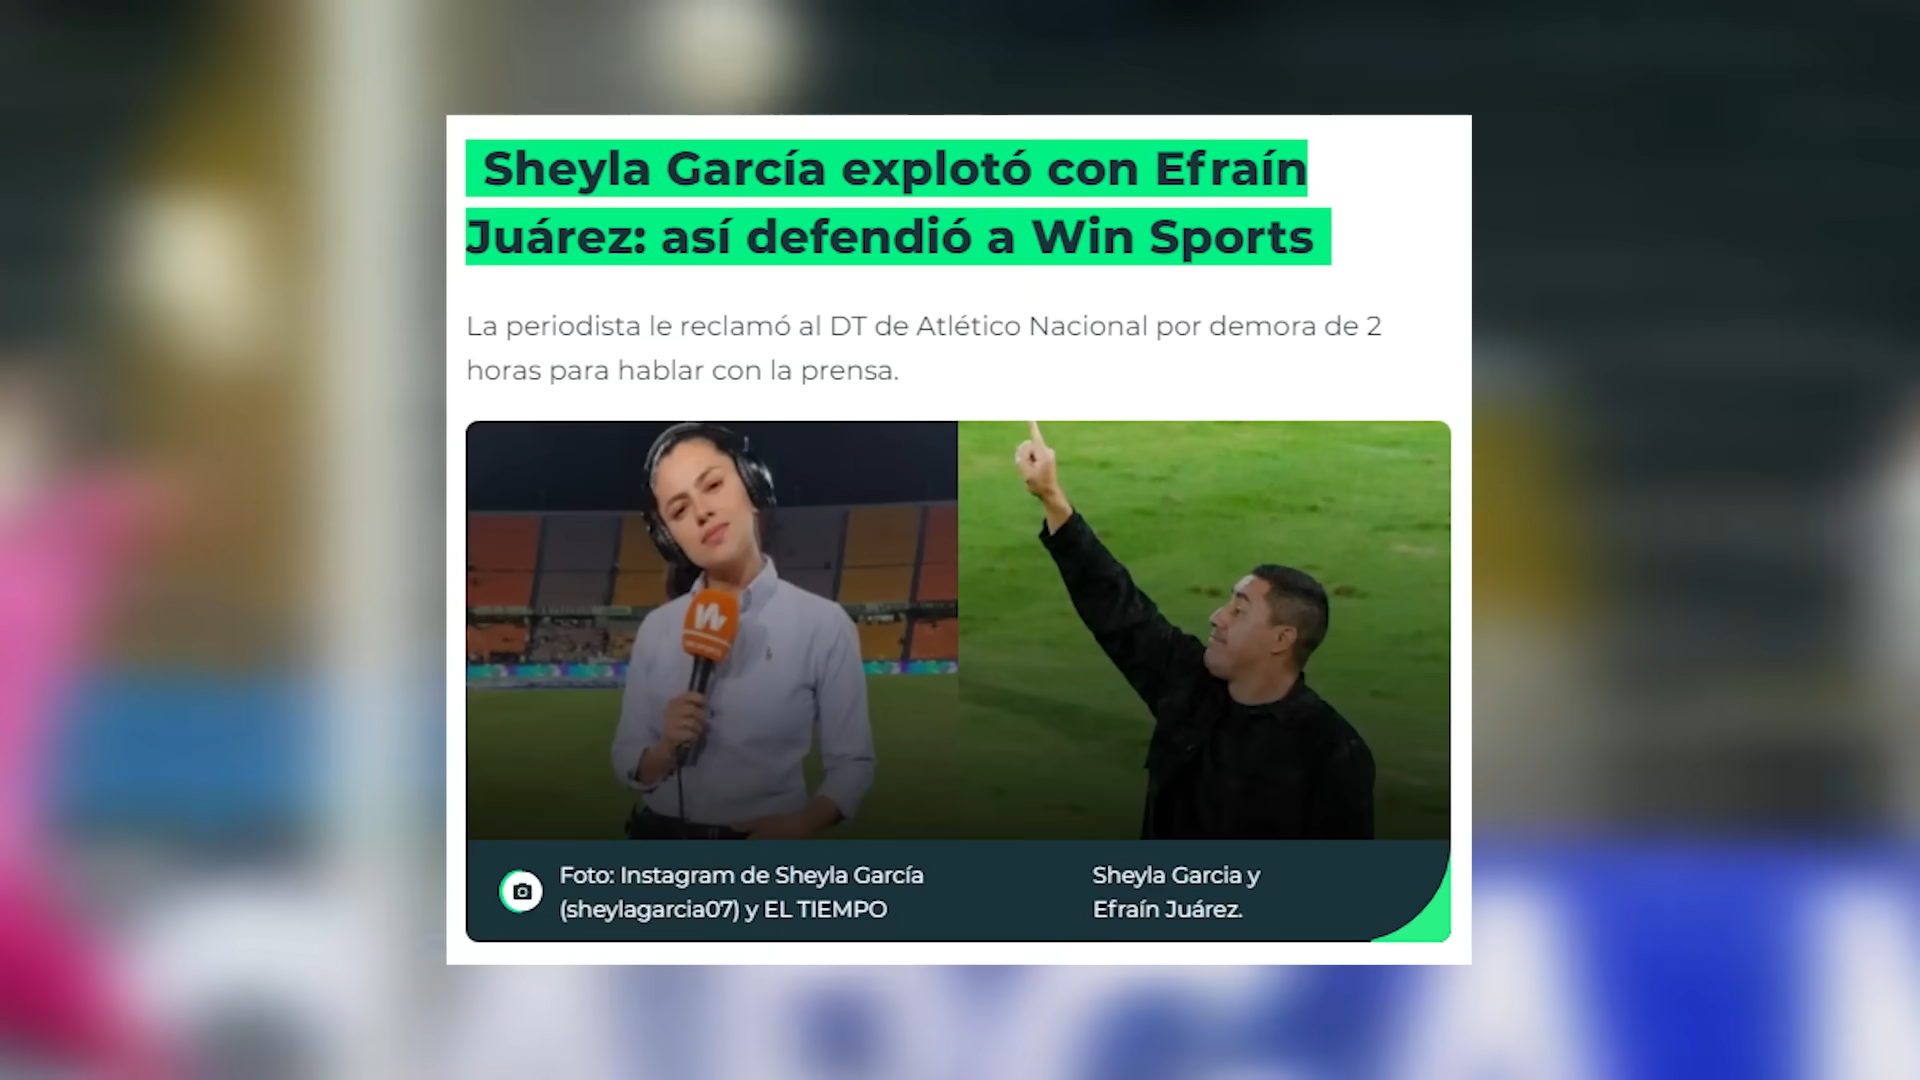 Sheyla García explotó con Efraín
Juárez: así defendió a Win Sports
La periodista le reclamó al DT de Atlético Nacional por demora de 2
horas para hablar con la prensa.
W
Foto: Instagram de Sheyla García
(sheylagarcia07) y EL TIEMPO
Sheyla Garcia y
Efraín Juárez.